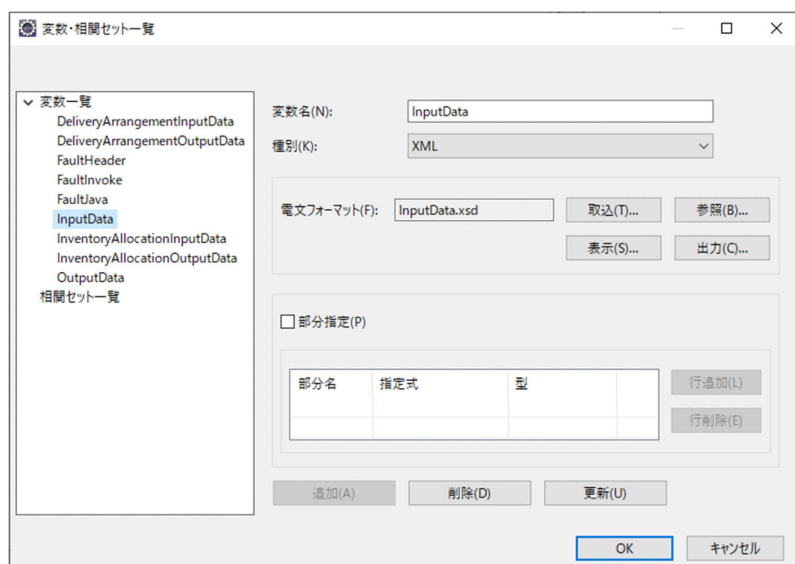 変数・相関セット一覧
変数一覧
DeliveryArrangementInputData
DeliveryArrangementOutputData
FaultHeader
FaultInvoke
FaultJava
InputData
InventoryAllocationInputData
InventoryAllocationOutputData
OutputData
相関セット一覧
変数名(N): InputData
種別(K): XML
電文フォーマット(F): InputData.xsd 取込(T)... 参照(B)...
表示(S)... 出力(C)...
部分指定(P)
部分名 指定式 型 行追加(L)
行削除(E)
追加(A) 削除(D) 更新(U)
OK キャンセル